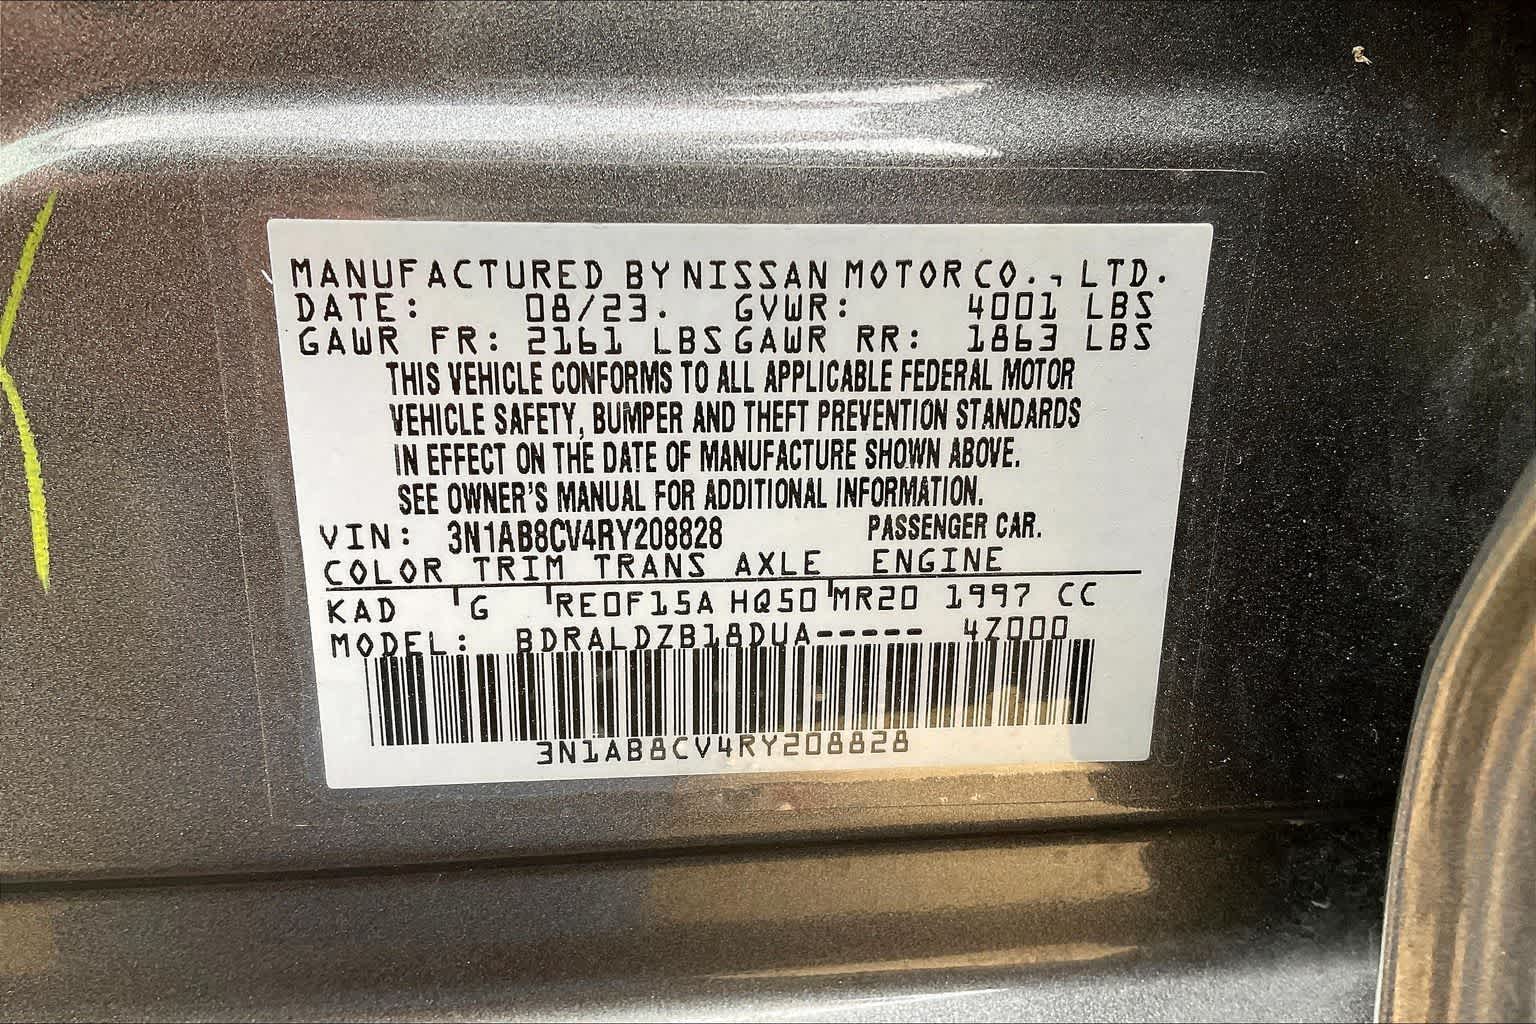 MANUFACTURED BY NISSAN MOTOR CO., LTD.
DATE: 08/23. GVWR: 4001 LBS
GAWR FR: 2161 LBS GAWR RR: 1863 LBS
THIS VEHICLE CONFORMS TO ALL APPLICABLE FEDERAL MOTOR
VEHICLE SAFETY, BUMPER AND THEFT PREVENTION STANDARDS
IN EFFECT ON THE DATE OF MANUFACTURE SHOWN ABOVE.
SEE OWNER'S MANUAL FOR ADDITIONAL INFORMATION.
VIN: 3N1AB8CV4RY208828 PASSENGER CAR.
COLOR TRIM TRANS AXLE ENGINE
KAD G RE0F15A HQ50 MR20 1997 CC
MODEL: BDRALDZB18DUA----- 4Z000
3N1AB8CV4RY208828